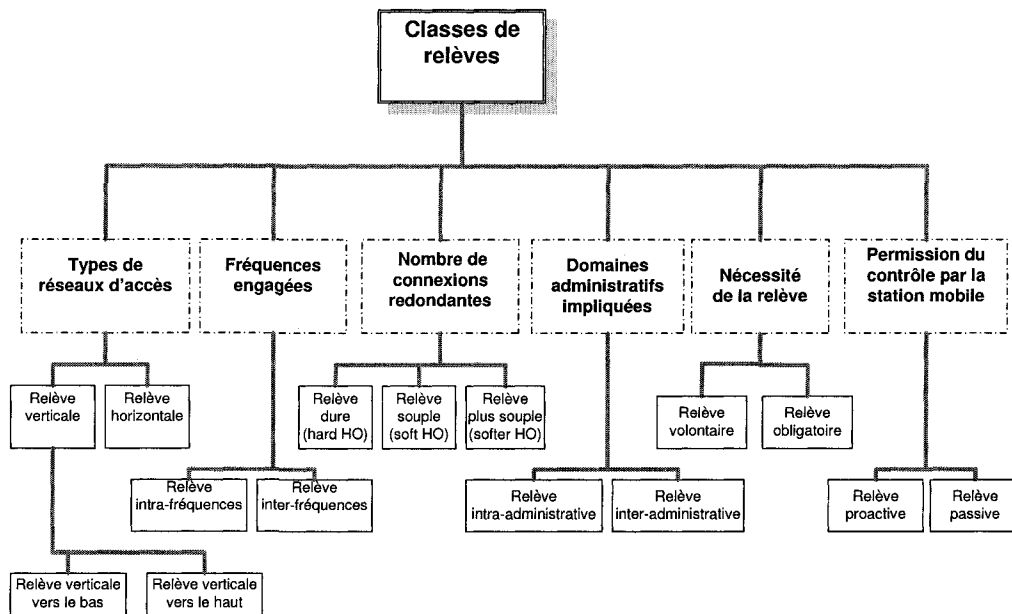 Classes de
relèves
Types de
réseaux d'accès
Fréquences
engagées
Nombre de
connexions
redondantes
Domaines
administratifs
impliquées
Nécessité
de la relève
Permission du
contrôle par la
station mobile
Relève
verticale
Relève
horizontale
Relève
dure
(hard HO)
Relève
souple
(soft HO)
Relève
plus souple
(softer HO)
Relève
volontaire
Relève
obligatoire
Relève
intra-fréquences
Relève
inter-fréquences
Relève
intra-administrative
Relève
inter-administrative
Relève
proactive
Relève
passive
Relève verticale
vers le bas
Relève verticale
vers le haut